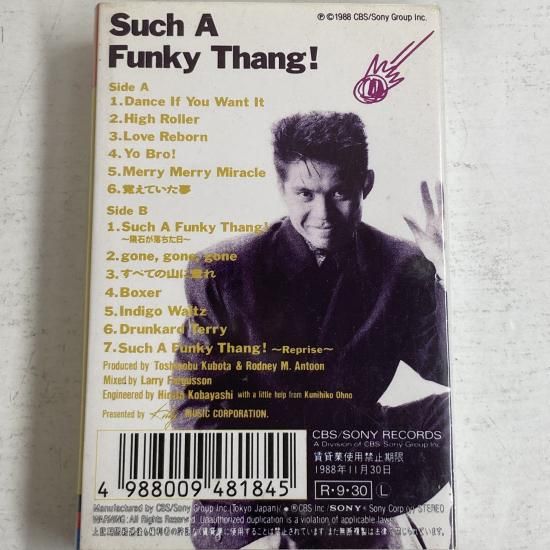 Such A
Funky Thang!
℗©1988 CBS/Sony Group Inc.
Side A
1.Dance If You Want It
2.High Roller
3.Love Reborn
4.Yo Bro!
5.Merry Merry Miracle
6.覚えていた夢
Side B
1.Such A Funky Thang!
〜隕石が落ちた日〜
2.gone, gone, gone
3.すべての山に登れ
4.Boxer
5.Indigo Waltz
6.Drunkard Terry
7.Such A Funky Thang! 〜Reprise〜
Produced by Toshinobu Kubota & Rodney M. Antoon
Mixed by Larry Fergusson
Engineered by Kobayashi with a little help from Kunihiko Ohno
Presented by Kitty MUSIC CORPORATION.
CBS/SONY RECORDS
A Division of CBS/Sony Group Inc.
賃貸業使用禁止期限
1988年11月30日
R・9・30 Ⓛ
4 988009 481845
Manufactured by CBS/Sony Group Inc (Tokyo Japan)/ ®CBS Inc/SONY® Sony Corp STEREO
WARNING: All Rights Reserved. Unauthorized duplication is a violation of applicable laws.